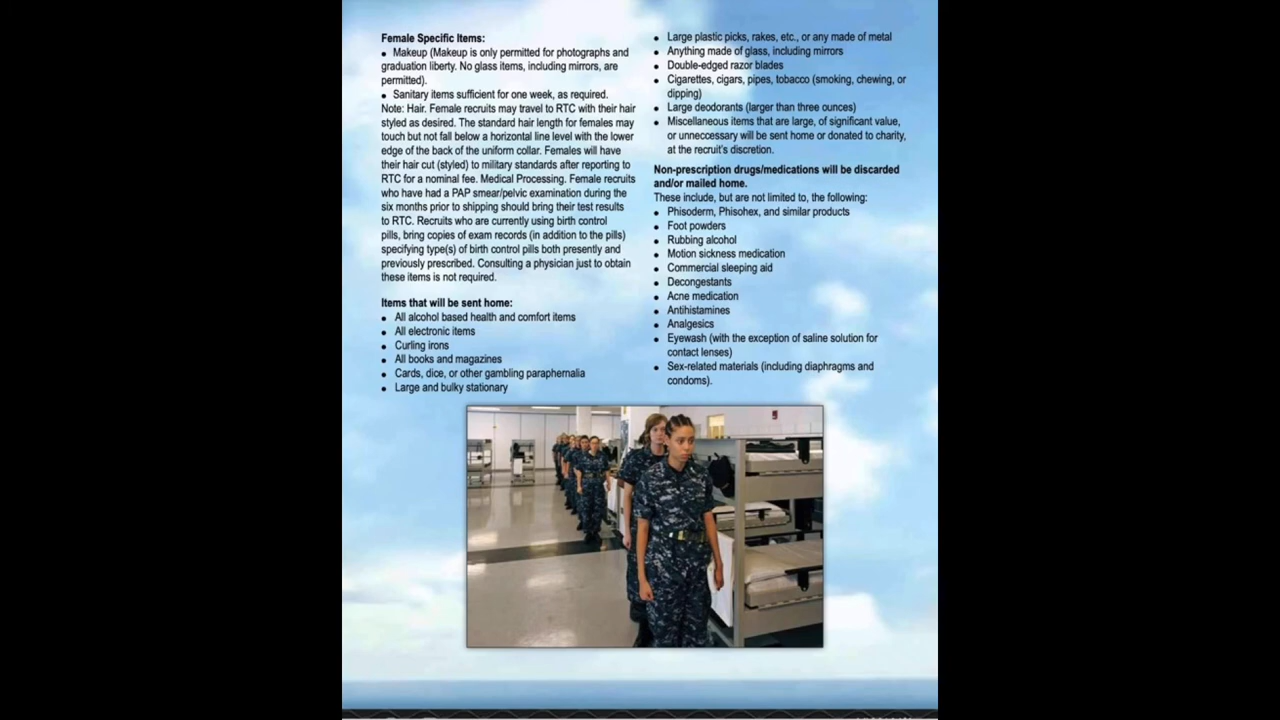 Female Specific Items:
• Makeup (Makeup is only permitted for photographs and
graduation liberty. No glass items, including mirrors, are
permitted).
• Sanitary items sufficient for one week, as required.
Note: Hair. Female recruits may travel to RTC with their hair
styled as desired. The standard hair length for females may
touch but not fall below a horizontal line level with the lower
edge of the back of the uniform collar. Females will have
their hair cut (styled) to military standards after reporting to
RTC for a nominal fee. Medical Processing. Female recruits
who have had a PAP smear/pelvic examination during the
six months prior to shipping should bring their test results
to RTC. Recruits who are currently using birth control
pills, bring copies of exam records (in addition to the pills)
specifying type(s) of birth control pills both presently and
previously prescribed. Consulting a physician just to obtain
these items is not required.
Items that will be sent home:
• All alcohol based health and comfort items
• All electronic items
• Curling irons
• All books and magazines
• Cards, dice, or other gambling paraphernalia
• Large and bulky stationary
• Large plastic picks, rakes, etc., or any made of metal
• Anything made of glass, including mirrors
• Double-edged razor blades
• Cigarettes, cigars, pipes, tobacco (smoking, chewing, or
dipping)
• Large deodorants (larger than three ounces)
• Miscellaneous items that are large, of significant value,
or unneccesary will be sent home or donated to charity,
at the recruit's discretion.
Non-prescription drugs/medications will be discarded
and/or mailed home.
These include, but are not limited to, the following:
• Phisoderm, Phisohex, and similar products
• Foot powders
• Rubbing alcohol
• Motion sickness medication
• Commercial sleeping aid
• Decongestants
• Acne medication
• Antihistamines
• Analgesics
• Eyewash (with the exception of saline solution for
contact lenses)
• Sex-related materials (including diaphragms and
condoms).